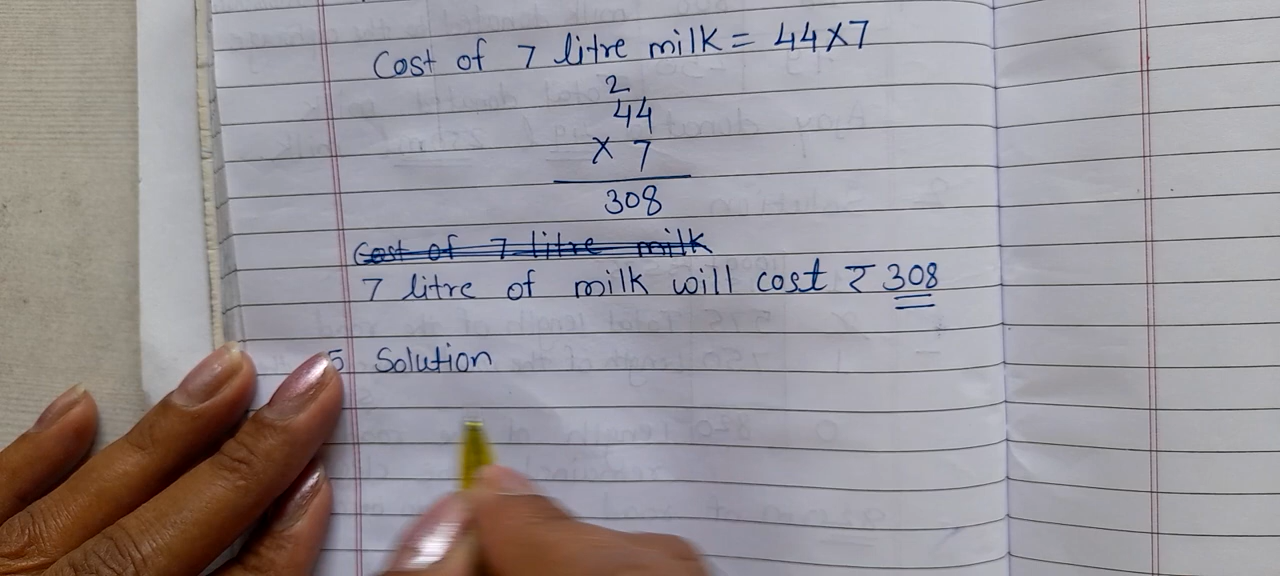 Cost of 7 litre milk = 44×7
2
44
× 7
308
Cost of 7 litre milk
7 litre of milk will cost ₹ 308
5 Solution